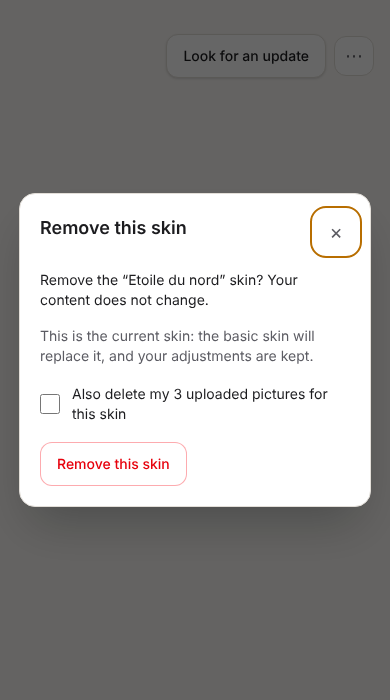 Look for an update
Remove this skin
Remove the “Etoile du nord” skin? Your
content does not change.
This is the current skin: the basic skin will
replace it, and your adjustments are kept.
Also delete my 3 uploaded pictures for
this skin
Remove this skin